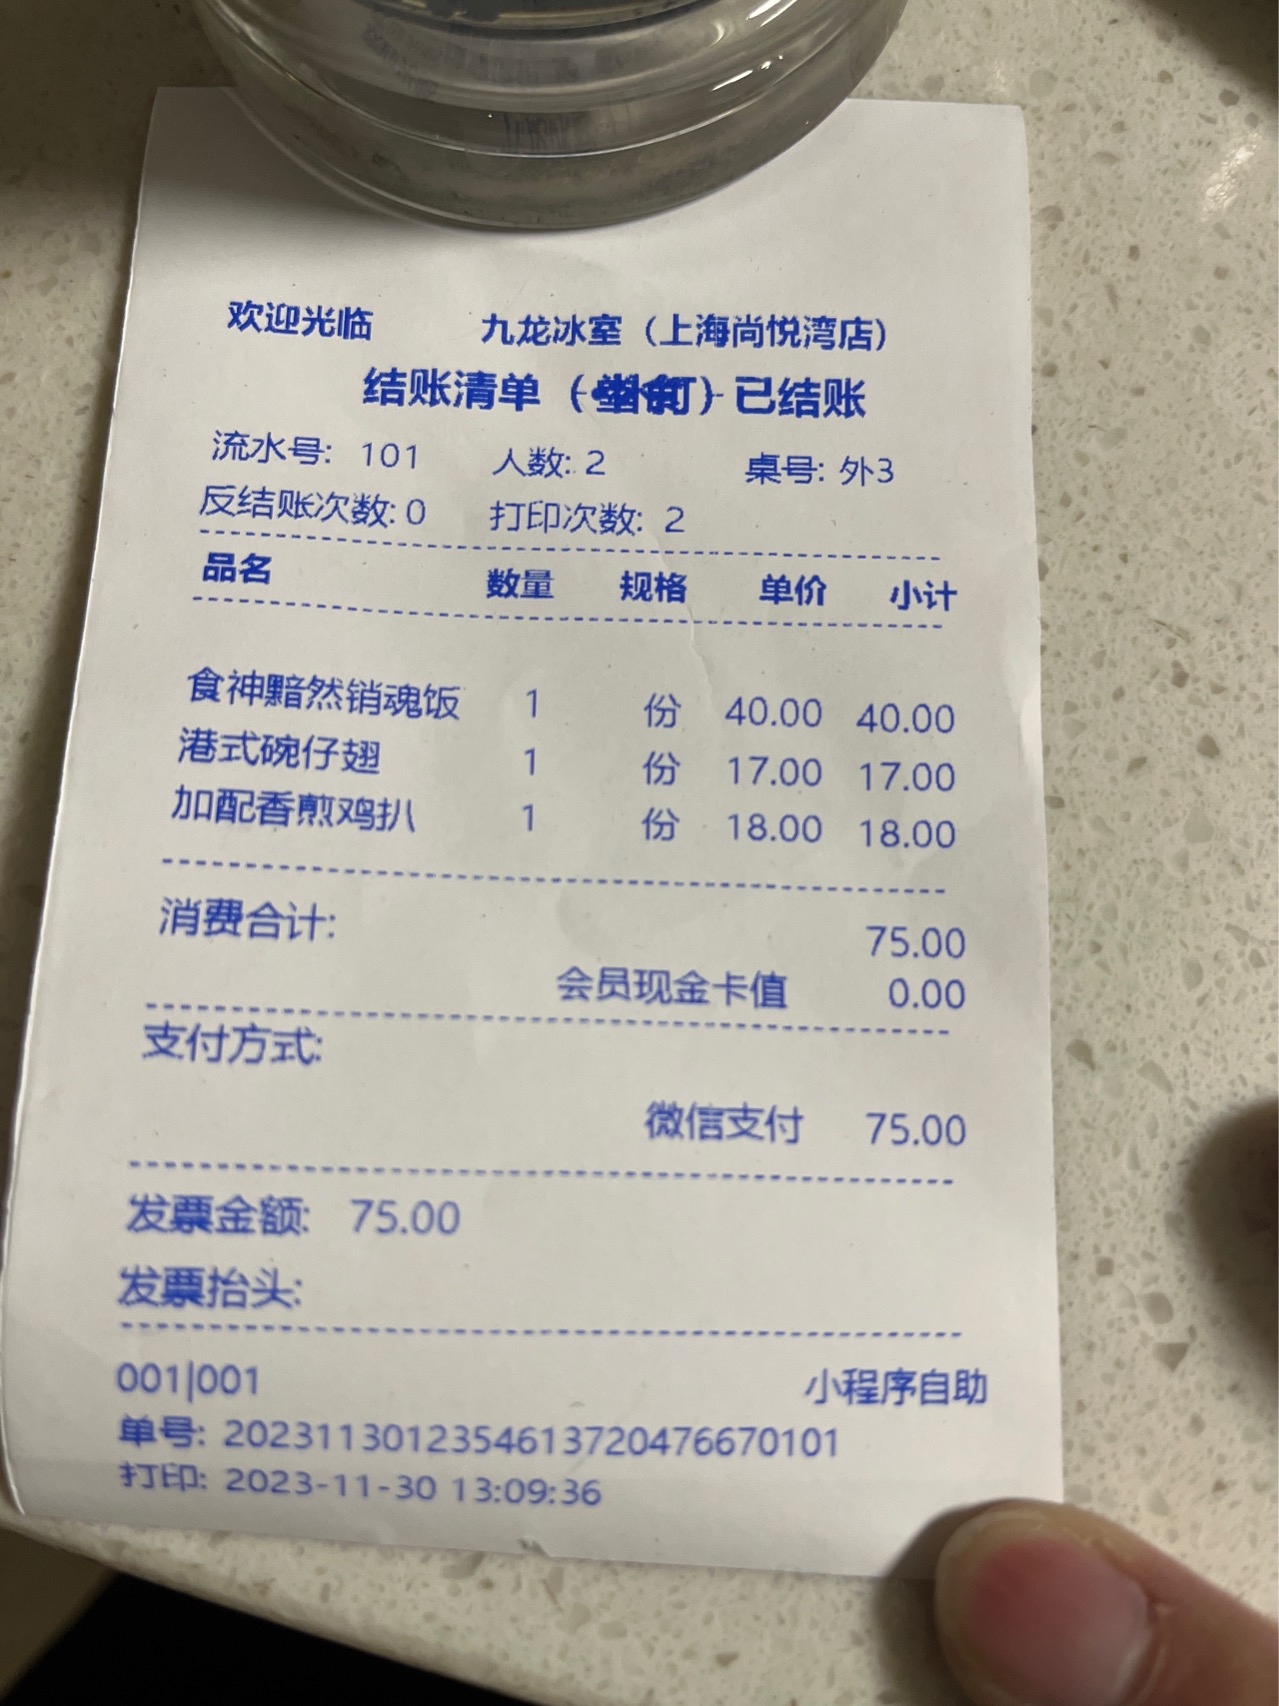 欢迎光临 九龙冰室（上海尚悦湾店）
结账清单（ ）已结账
流水号: 101 人数: 2 桌号: 外3
反结账次数: 0 打印次数: 2
品名 数量 规格 单价 小计
食神黯然销魂饭 1 份 40.00 40.00
港式碗仔翅 1 份 17.00 17.00
加配香煎鸡扒 1 份 18.00 18.00
消费合计: 75.00
会员现金卡值 0.00
支付方式:
微信支付 75.00
发票金额: 75.00
发票抬头:
001|001 小程序自助
单号: 2023113012354613720476670101
打印: 2023-11-30 13:09:36